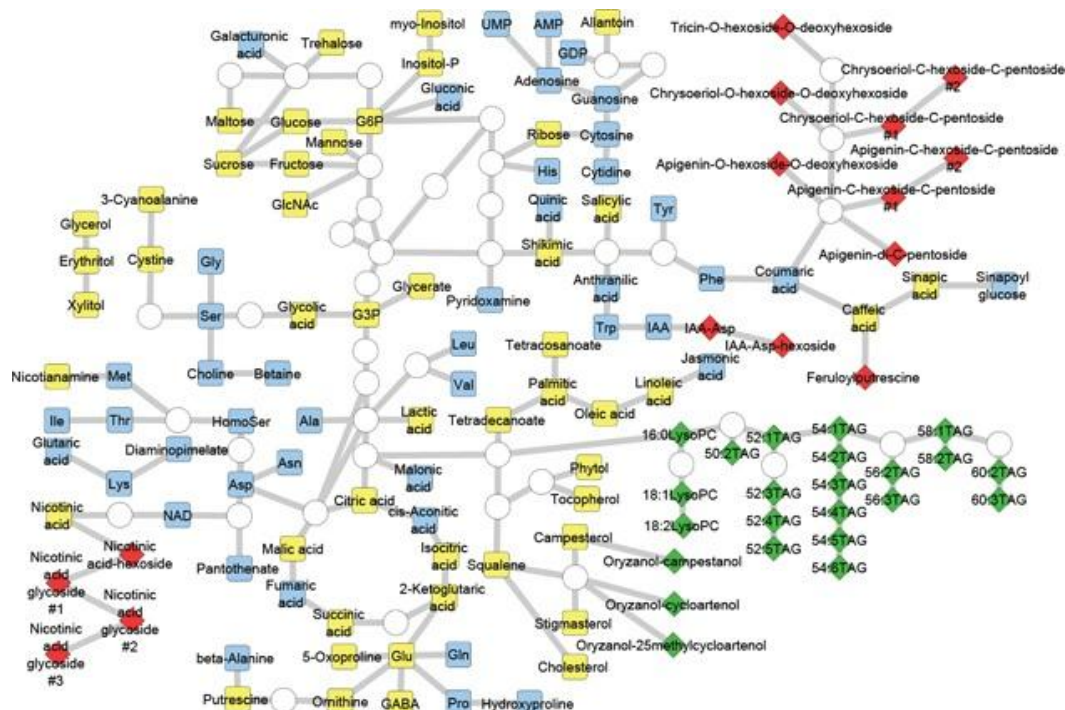 myo-Inositol
UMP
AMP
Allantoin
Tricin-O-hexoside-O-deoxyhexoside
Galacturonic
acid
Trehalose
Inositol-P
GDP
Gluconic
acid
Adenosine
Guanosine
Chrysoeriol-C-hexoside-C-pentoside
#2
Chrysoeriol-O-hexoside-O-deoxyhexoside
Maltose
Glucose
G6P
Chrysoeriol-C-hexoside-C-pentoside
#1
Mannose
Ribose
Cytosine
Apigenin-C-hexoside-C-pentoside
#2
Sucrose
Fructose
His
Cytidine
Apigenin-O-hexoside-O-deoxyhexoside
Apigenin-C-hexoside-C-pentoside
#1
3-Cyanoalanine
GlcNAc
Quinic
acid
Salicylic
acid
Tyr
Glycerol
Shikimic
acid
Apigenin-di-C-pentoside
Erythritol
Cystine
Gly
Anthranilic
acid
Phe
Coumaric
acid
Sinapic
acid
Sinapoyl
glucose
Xylitol
Glycerate
Pyridoxamine
Ser
Glycolic
acid
G3P
Caffeic
acid
Trp
IAA
IAA-Asp
IAA-Asp-hexoside
Leu
Tetracosanoate
Jasmonic
acid
Nicotianamine
Met
Choline
Betaine
Val
Palmitic
acid
Linoleic
acid
Feruloylputrescine
Ile
Thr
HomoSer
Ala
Lactic
acid
Tetradecanoate
Oleic acid
Glutaric
acid
Diaminopimelate
16:0LysoPC
50:2TAG
52:1TAG
54:1TAG
58:1TAG
54:2TAG
58:2TAG
Lys
Asp
Asn
Malonic
acid
Phytol
56:2TAG
60:2TAG
54:3TAG
18:1LysoPC
52:3TAG
56:3TAG
60:3TAG
Nicotinic
acid
NAD
Citric acid
Tocopherol
54:4TAG
cis-Aconitic
acid
18:2LysoPC
52:4TAG
Campesterol
54:5TAG
52:5TAG
Nicotinic
acid-hexoside
Malic acid
Isocitric
acid
Squalene
Oryzanol-campestanol
54:6TAG
Pantothenate
Nicotinic
acid
glycoside
#1
Fumaric
acid
2-Ketoglutaric
acid
Nicotinic
acid
glycoside
#2
Succinic
acid
Oryzanol-cycloartenol
Stigmasterol
Nicotinic
acid
glycoside
#3
Oryzanol-25methylcycloartenol
beta-Alanine
5-Oxoproline
Glu
Gln
Cholesterol
Putrescine
Ornithine
GABA
Pro
Hydroxyproline